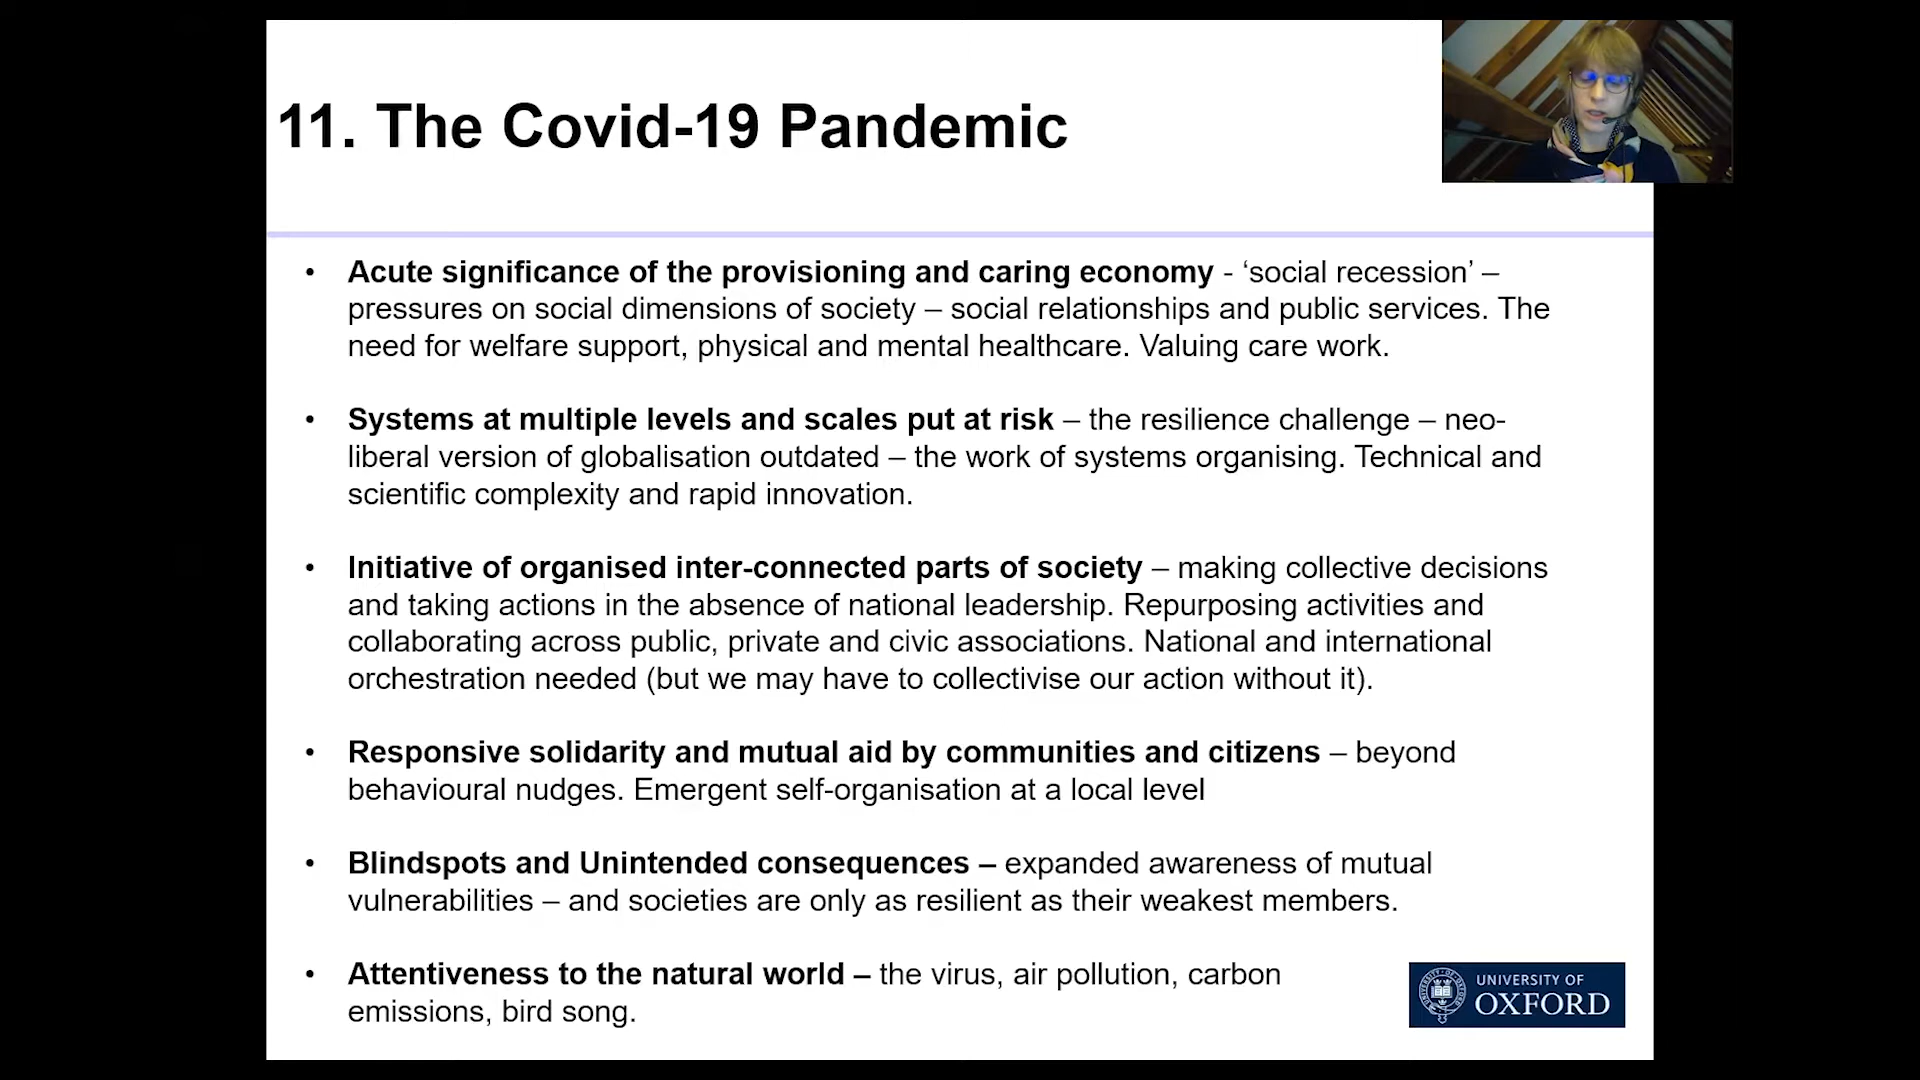 11. The Covid-19 Pandemic
• Acute significance of the provisioning and caring economy - ‘social recession’ –
pressures on social dimensions of society – social relationships and public services. The
need for welfare support, physical and mental healthcare. Valuing care work.
• Systems at multiple levels and scales put at risk – the resilience challenge – neo-
liberal version of globalisation outdated – the work of systems organising. Technical and
scientific complexity and rapid innovation.
• Initiative of organised inter-connected parts of society – making collective decisions
and taking actions in the absence of national leadership. Repurposing activities and
collaborating across public, private and civic associations. National and international
orchestration needed (but we may have to collectivise our action without it).
• Responsive solidarity and mutual aid by communities and citizens – beyond
behavioural nudges. Emergent self-organisation at a local level
• Blindspots and Unintended consequences – expanded awareness of mutual
vulnerabilities – and societies are only as resilient as their weakest members.
• Attentiveness to the natural world – the virus, air pollution, carbon
emissions, bird song.
UNIVERSITY OF
OXFORD